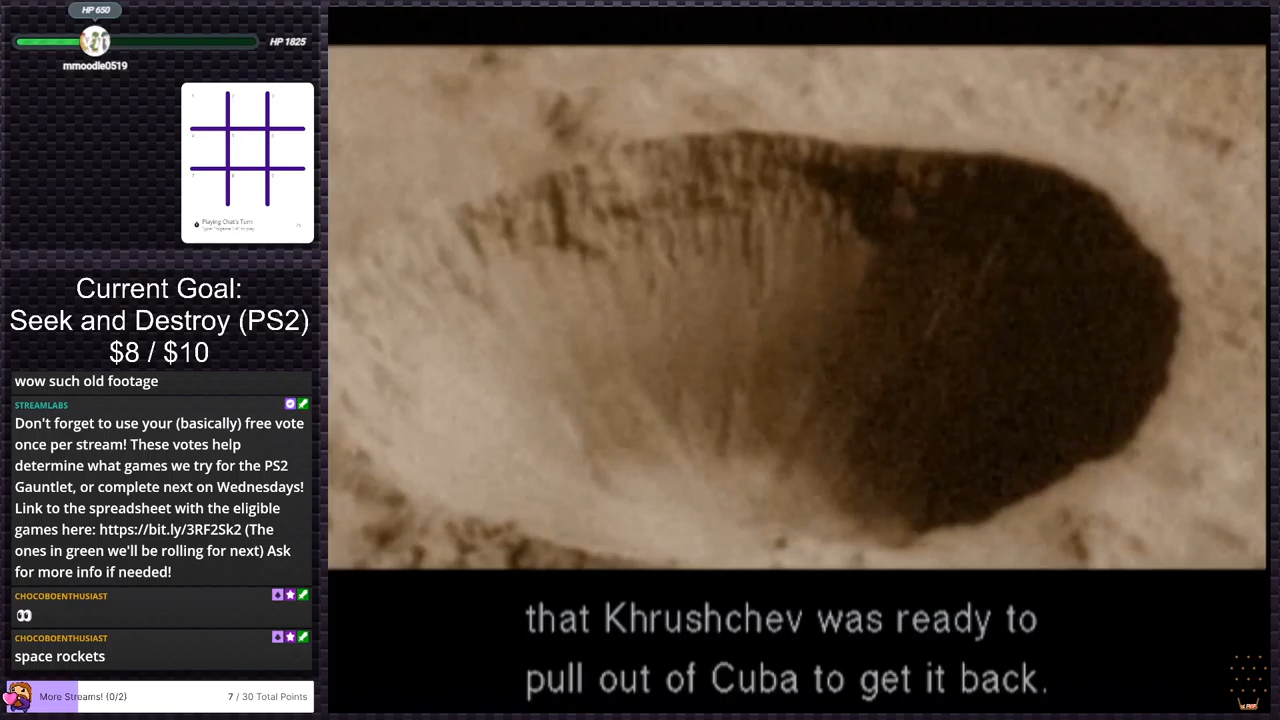 HP 650
HP 1825
mmoodle0519
Playing Chat's Turn
Current Goal:
Seek and Destroy (PS2)
$8 / $10
wow such old footage
STREAMLABS
Don't forget to use your (basically) free vote
once per stream! These votes help
determine what games we try for the PS2
Gauntlet, or complete next on Wednesdays!
Link to the spreadsheet with the eligible
games here: https://bit.ly/3RF2Sk2 (The
ones in green we'll be rolling for next) Ask
for more info if needed!
CHOCOBOENTHUSIAST
CHOCOBOENTHUSIAST
space rockets
More Streams! (0/2)
7 / 30 Total Points
that Khrushchev was ready to
pull out of Cuba to get it back.